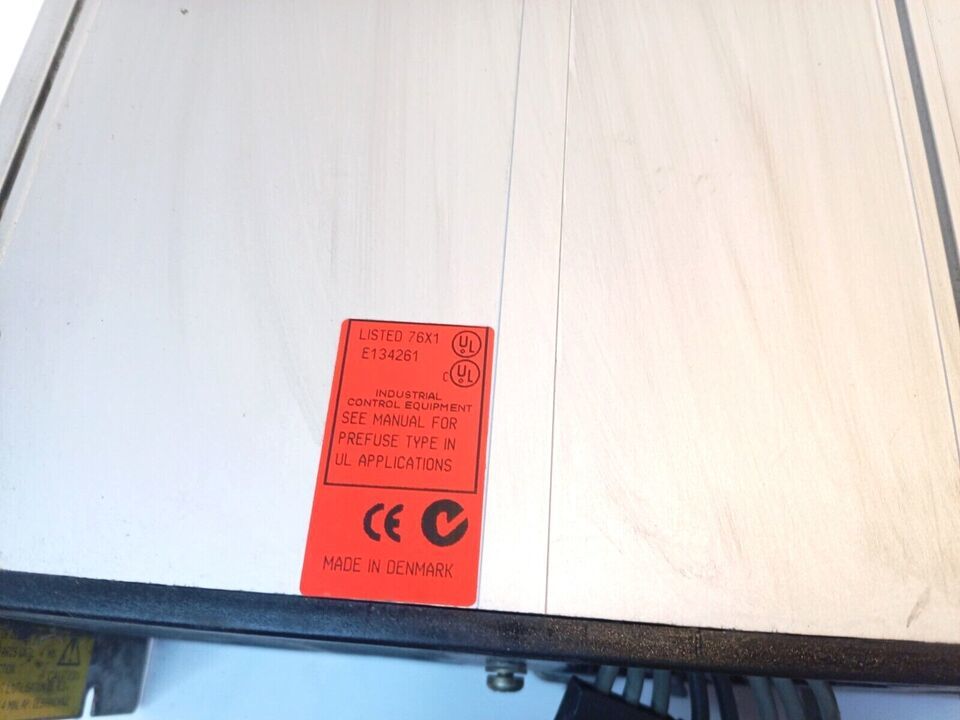 LISTED 76X1
UL
E134261
C UL
INDUSTRIAL
CONTROL EQUIPMENT
SEE MANUAL FOR
PREFUSE TYPE IN
UL APPLICATIONS
CE
MADE IN DENMARK